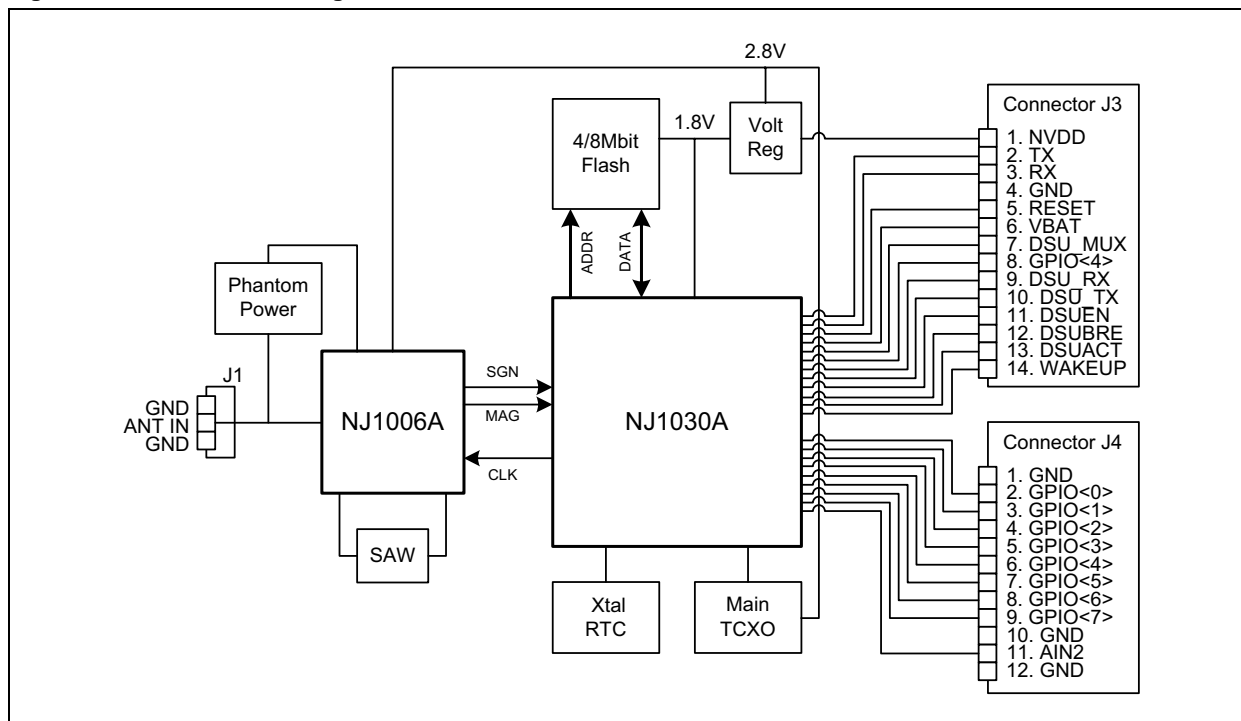 2.8V
Connector J3
4/8Mbit
Flash
1.8V
Volt
Reg
1. NVDD
2. TX
3. RX
4. GND
5. RESET
6. VBAT
7. DSU_MUX
8. GPIO<4>
9. DSU_RX
10. DSU_TX
11. DSUEN
12. DSUBRE
13. DSUACT
14. WAKEUP
ADDR
DATA
Phantom
Power
J1
GND
ANT IN
GND
NJ1006A
SGN
MAG
CLK
NJ1030A
SAW
Xtal
RTC
Main
TCXO
Connector J4
1. GND
2. GPIO<0>
3. GPIO<1>
4. GPIO<2>
5. GPIO<3>
6. GPIO<4>
7. GPIO<5>
8. GPIO<6>
9. GPIO<7>
10. GND
11. AIN2
12. GND